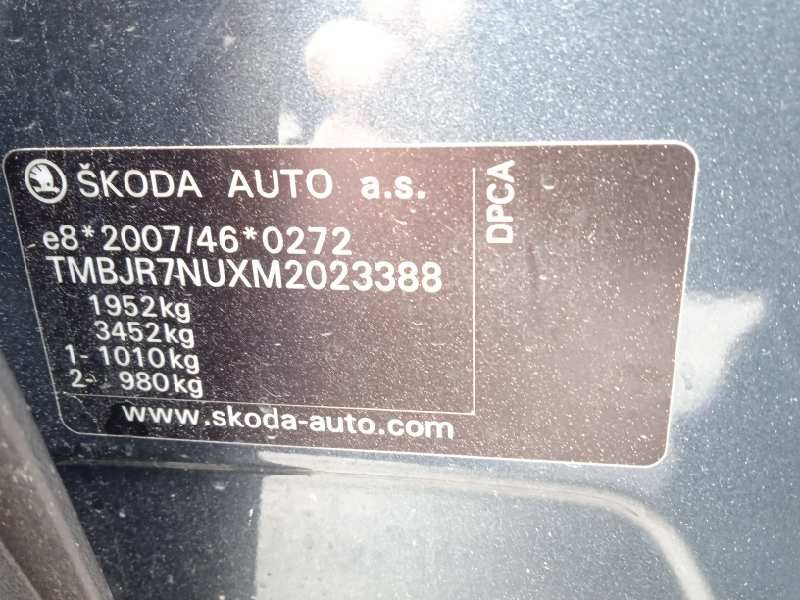 ŠKODA AUTO a.s.
e8*2007/46*0272
TMBJR7NUXM2023388
1952kg
3452kg
1- 1010kg
2- 980kg
www.skoda-auto.com
DPCA